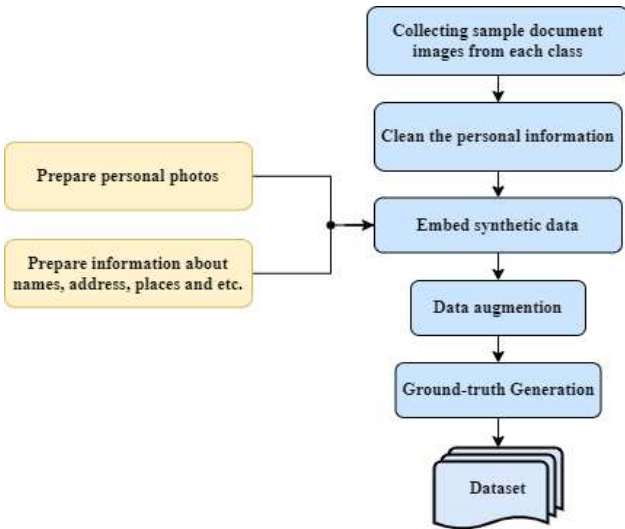 Collecting sample document
images from each class
Clean the personal information
Prepare personal photos
Embed synthetic data
Prepare information about
names, address, places and etc.
Data augmention
Ground-truth Generation
Dataset